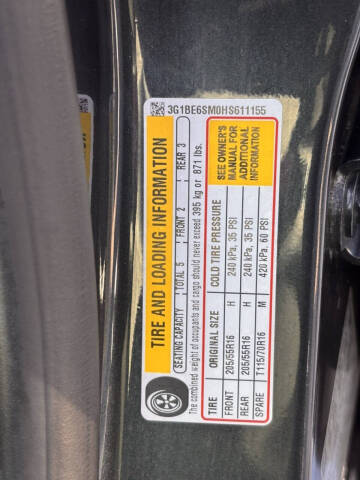 3G1BE6SM0HS611155
TIRE AND LOADING INFORMATION
SEATING CAPACITY TOTAL 5 FRONT 2 REAR 3
The combined weight of occupants and cargo should never exceed 395 kg or 871 lbs.
TIRE ORIGINAL SIZE COLD TIRE PRESSURE
FRONT 205/55R16 H 240 kPa, 35 PSI
REAR 205/55R16 H 240 kPa, 35 PSI
SPARE T115/70R16 M 420 kPa, 60 PSI
SEE OWNER'S
MANUAL FOR
ADDITIONAL
INFORMATION